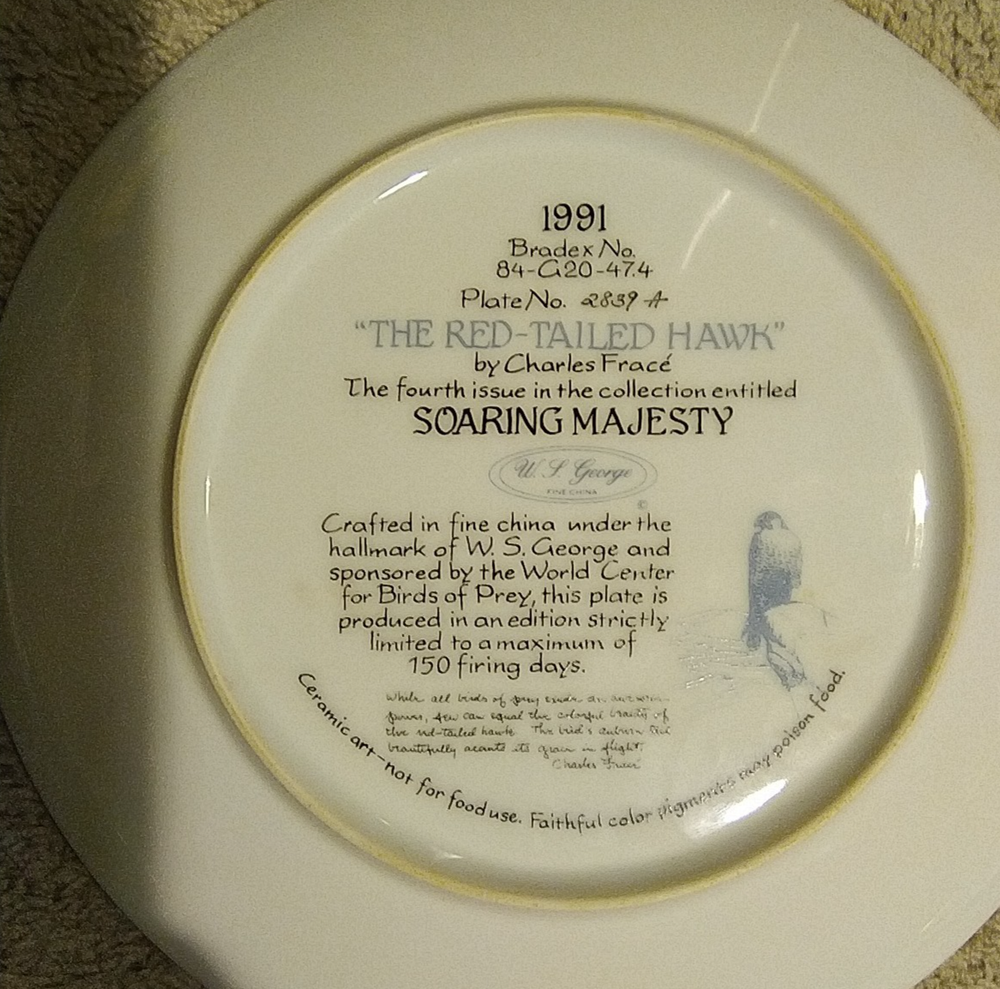 1991
Bradex No.
84-G20-47.4
Plate No. 2839 A
"THE RED-TAILED HAWK"
by Charles Fracé
The fourth issue in the collection entitled
SOARING MAJESTY
W. S. George
FINE CHINA
©
Crafted in fine china under the
hallmark of W. S. George and
sponsored by the World Center
for Birds of Prey, this plate is
produced in an edition strictly
limited to a maximum of
150 firing days.
While all birds of prey exude an awesome
power, few can equal the colorful beauty of
the red-tailed hawk. The bird's auburn tail
beautifully accents its grace in flight.
Charles Fracé
Ceramic art-not for food use. Faithful color pigments may poison food.